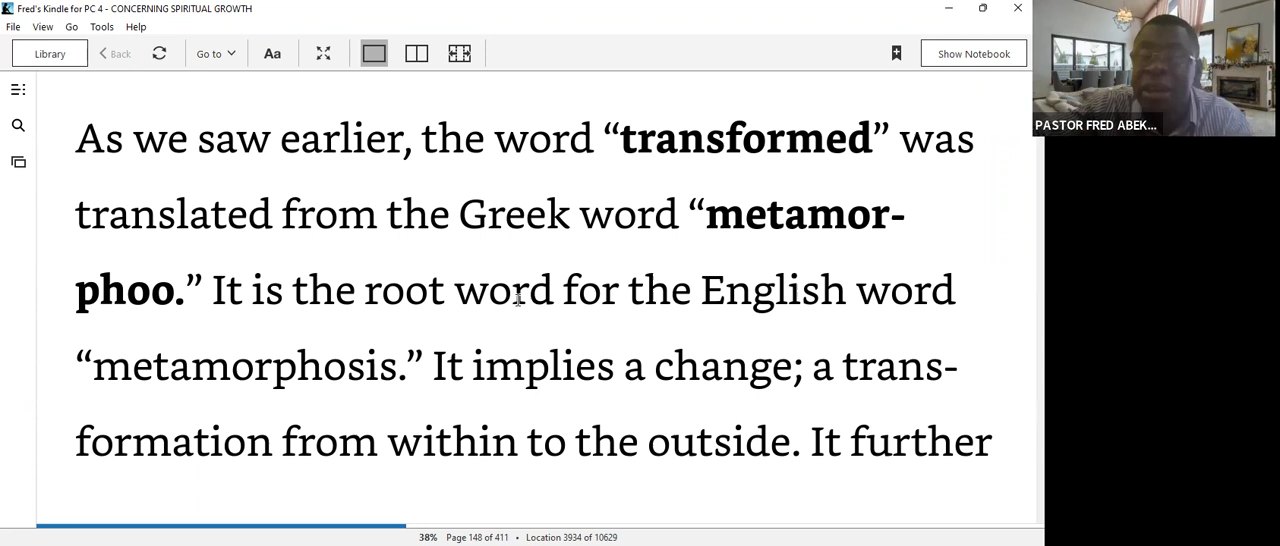 Fred's Kindle for PC 4 - CONCERNING SPIRITUAL GROWTH
File View Go Tools Help
Library Back Go to Aa Show Notebook
As we saw earlier, the word “transformed” was
translated from the Greek word “metamor-
phoo.” It is the root word for the English word
“metamorphosis.” It implies a change; a trans-
formation from within to the outside. It further
38% Page 148 of 411 • Location 3934 of 10629
PASTOR FRED ABEK...